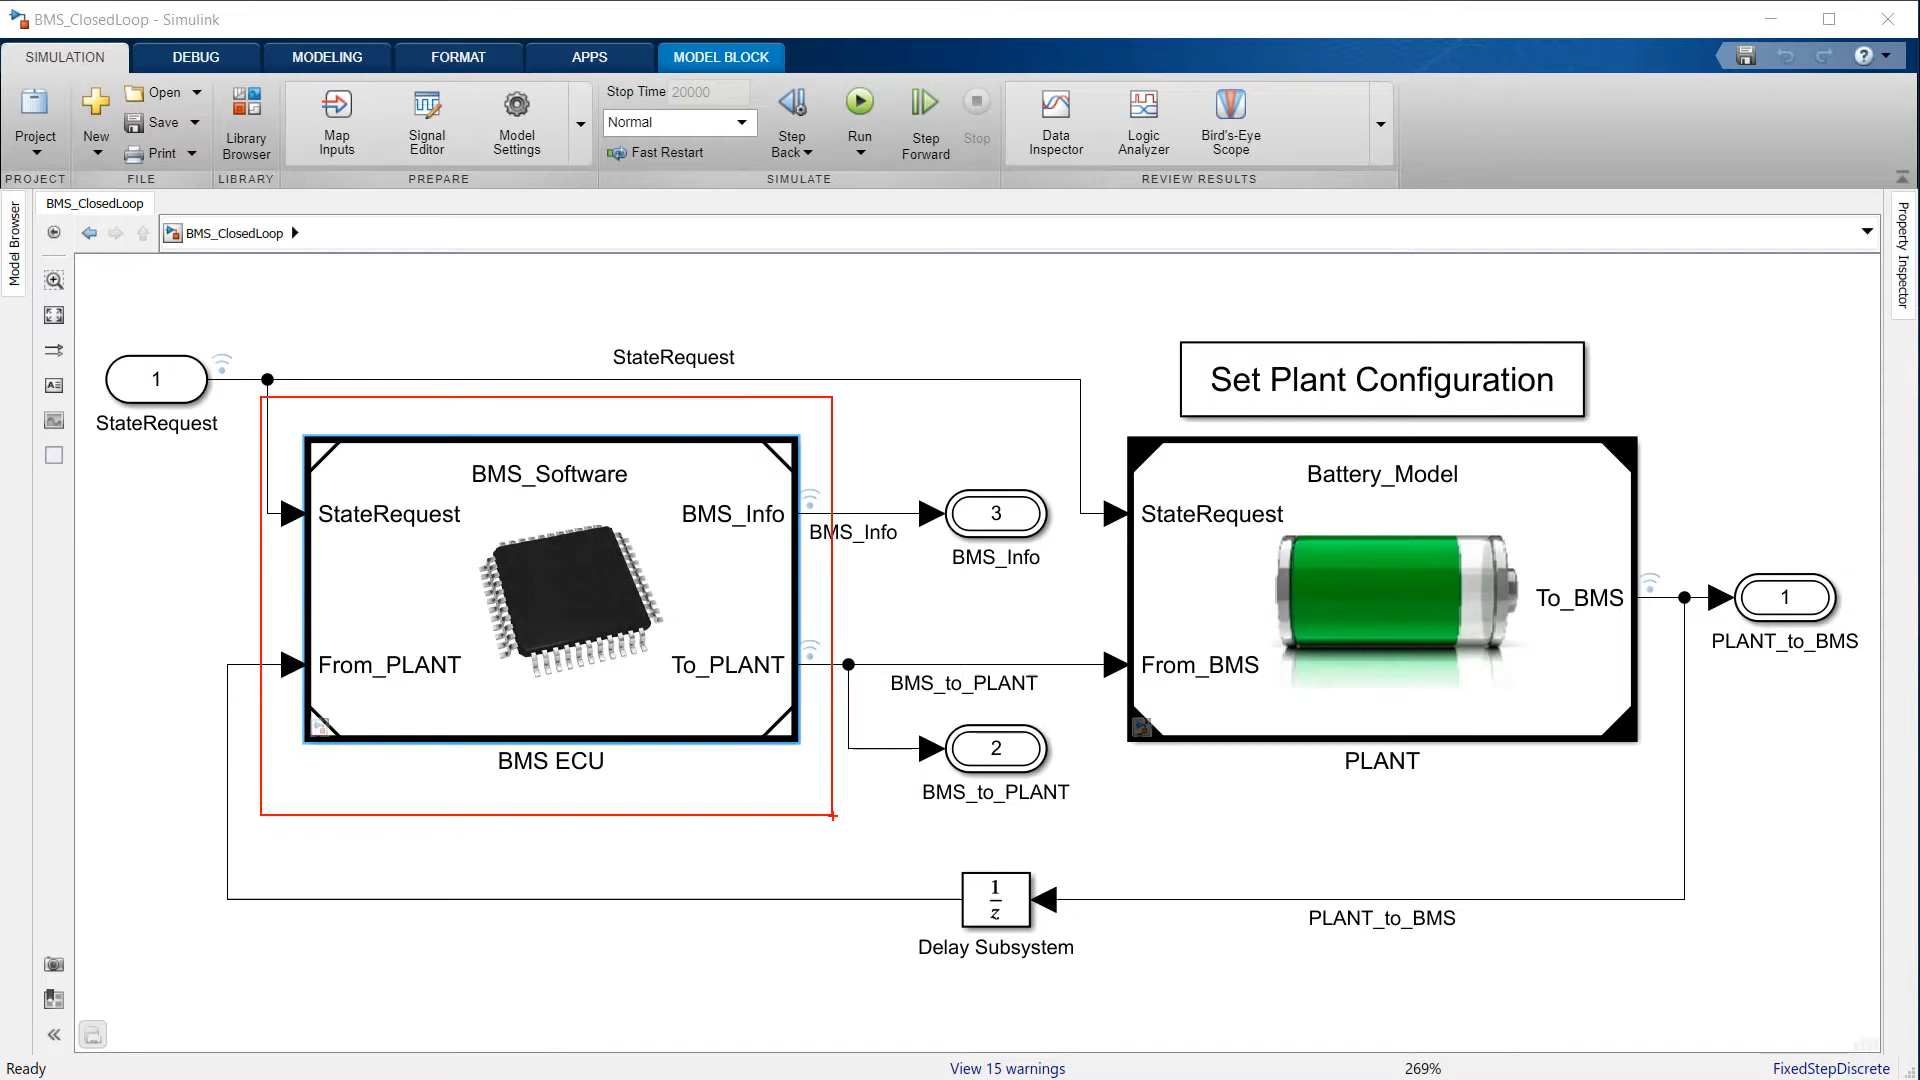 BMS_ClosedLoop - Simulink
SIMULATION DEBUG MODELING FORMAT APPS MODEL BLOCK
Project
New
Open
Save
Print
Library
Browser
Map
Inputs
Signal
Editor
Model
Settings
Stop Time 20000
Normal
Fast Restart
Step
Back
Run
Step
Forward
Stop
Data
Inspector
Logic
Analyzer
Bird's-Eye
Scope
PROJECT FILE LIBRARY PREPARE SIMULATE REVIEW RESULTS
Model Browser
BMS_ClosedLoop
BMS_ClosedLoop
Property Inspector
1
StateRequest
StateRequest
Set Plant Configuration
BMS_Software
StateRequest
BMS_Info
From_PLANT
To_PLANT
BMS ECU
BMS_Info
3
BMS_Info
BMS_to_PLANT
2
BMS_to_PLANT
Battery_Model
StateRequest
From_BMS
To_BMS
PLANT
1
PLANT_to_BMS
1
z
Delay Subsystem
PLANT_to_BMS
Ready
View 15 warnings
269%
FixedStepDiscrete